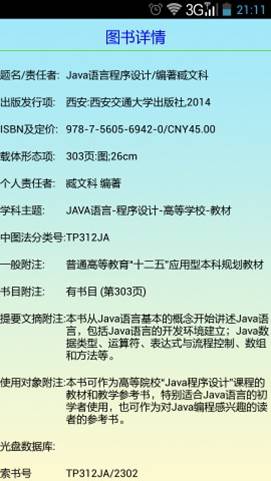 3G 21:11
图书详情
题名/责任者: Java语言程序设计/编著臧文科
出版发行项: 西安:西安交通大学出版社,2014
ISBN及定价: 978-7-5605-6942-0/CNY45.00
载体形态项: 303页:图;26cm
个人责任者: 臧文科 编著
学科主题: JAVA语言-程序设计-高等学校-教材
中图法分类号:TP312JA
一般附注: 普通高等教育"十二五"应用型本科规划教材
书目附注: 有书目 (第303页)
提要文摘附注:本书从Java语言基本的概念开始讲述Java语
言，包括Java语言的开发环境建立；Java数
据类型、运算符、表达式与流程控制、数组
和方法等。
使用对象附注:本书可作为高等院校“Java程序设计”课程的
教材和教学参考书，特别适合Java语言的初
学者使用，也可作为对Java编程感兴趣的读
者的参考书。
光盘数据库:
索书号 TP312JA/2302